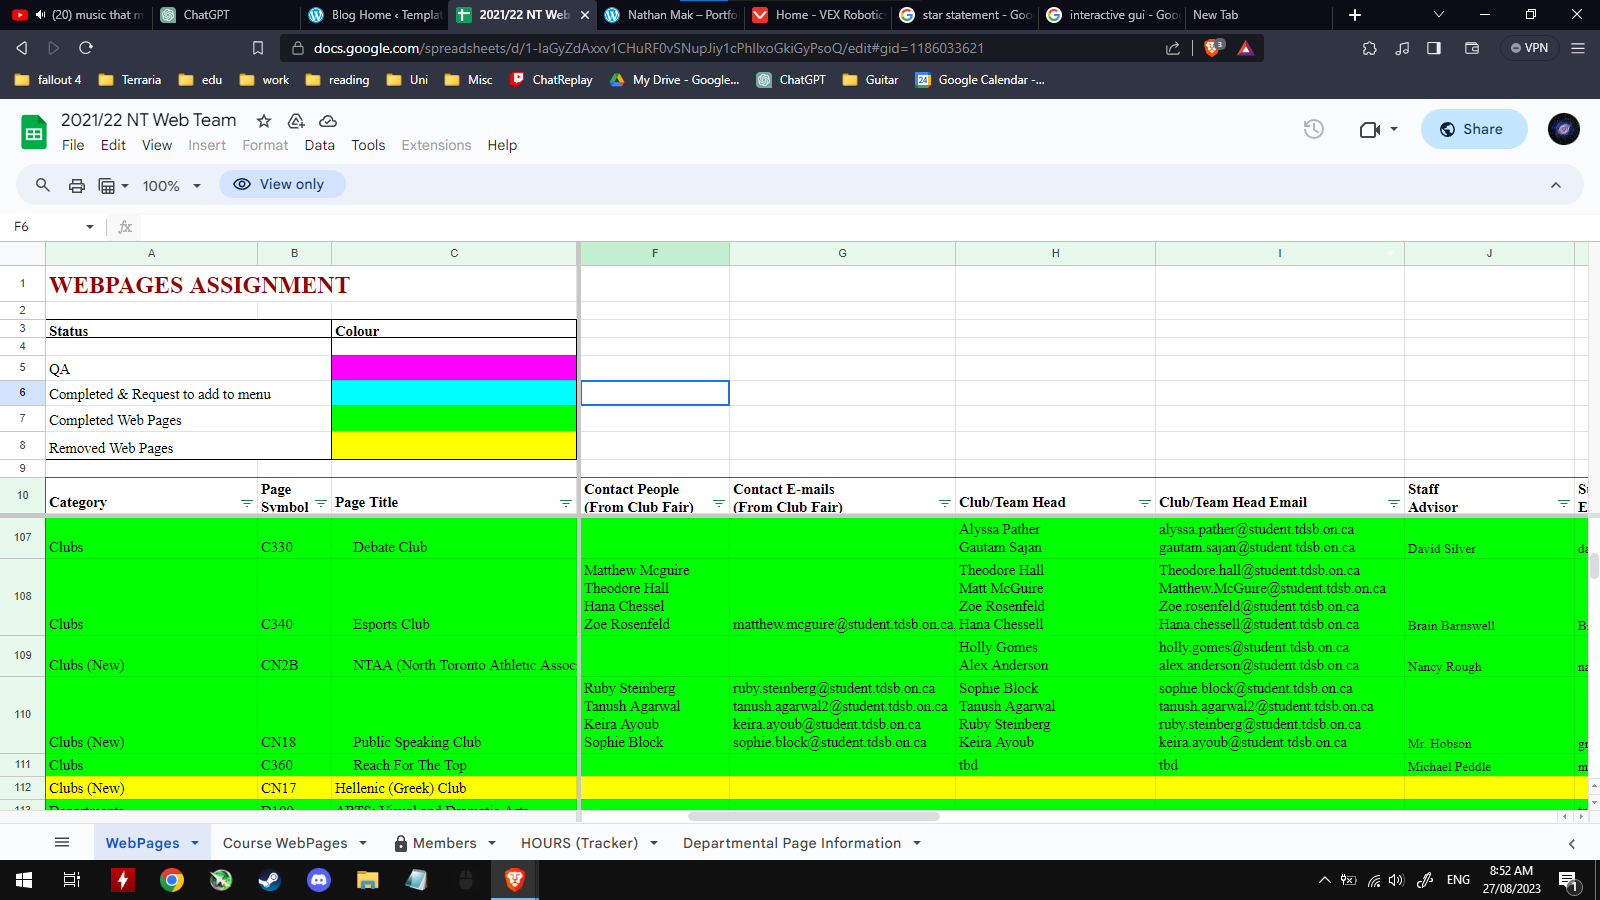 (20) music that m
ChatGPT
Blog Home ‹ Templat
2021/22 NT Web
Nathan Mak – Portfo
Home - VEX Robotic
star statement - Goo
interactive gui - Goo
New Tab
docs.google.com/spreadsheets/d/1-IaGyZdAxxv1CHuRF0vSNupJiy1cPhIIxoGkiGyPsoQ/edit#gid=1186033621
3
VPN
fallout 4
Terraria
edu
work
reading
Uni
Misc
ChatReplay
My Drive - Google...
ChatGPT
Guitar
24
Google Calendar -...
2021/22 NT Web Team
File Edit View Insert Format Data Tools Extensions Help
Share
100%
View only
F6
fx
A B C F G H I J
1 WEBPAGES ASSIGNMENT
2
3 Status Colour
4
5 QA
6 Completed & Request to add to menu
7 Completed Web Pages
8 Removed Web Pages
9
10 Category
Page
Symbol
Page Title
Contact People
(From Club Fair)
Contact E-mails
(From Club Fair)
Club/Team Head
Club/Team Head Email
Staff
Advisor
St
E
107 Clubs C330 Debate Club
Alyssa Pather
Gautam Sajan
alyssa.pather@student.tdsb.on.ca
gautam.sajan@student.tdsb.on.ca
David Silver
da
108 Clubs C340 Esports Club
Matthew Mcguire
Theodore Hall
Hana Chessel
Zoe Rosenfeld
matthew.mcguire@student.tdsb.on.ca
Theodore Hall
Matt McGuire
Zoe Rosenfeld
Hana Chessell
Theodore.hall@student.tdsb.on.ca
Matthew.McGuire@student.tdsb.on.ca
Zoe.rosenfeld@student.tdsb.on.ca
Hana.chessell@student.tdsb.on.ca
Brain Barnswell
B
109 Clubs (New) CN2B NTAA (North Toronto Athletic Assoc
Holly Gomes
Alex Anderson
holly.gomes@student.tdsb.on.ca
alex.anderson@student.tdsb.on.ca
Nancy Rough
na
110 Clubs (New) CN18 Public Speaking Club
Ruby Steinberg
Tanush Agarwal
Keira Ayoub
Sophie Block
ruby.steinberg@student.tdsb.on.ca
tanush.agarwal2@student.tdsb.on.ca
keira.ayoub@student.tdsb.on.ca
sophie.block@student.tdsb.on.ca
Sophie Block
Tanush Agarwal
Ruby Steinberg
Keira Ayoub
sophie.block@student.tdsb.on.ca
tanush.agarwal2@student.tdsb.on.ca
ruby.steinberg@student.tdsb.on.ca
keira.ayoub@student.tdsb.on.ca
Mr. Hobson
gr
111 Clubs C360 Reach For The Top tbd tbd Michael Peddle m
112 Clubs (New) CN17 Hellenic (Greek) Club
113 Departments D100 ARTS: Visual and Dramatic Arts
WebPages
Course WebPages
Members
HOURS (Tracker)
Departmental Page Information
ENG
8:52 AM
27/08/2023
1